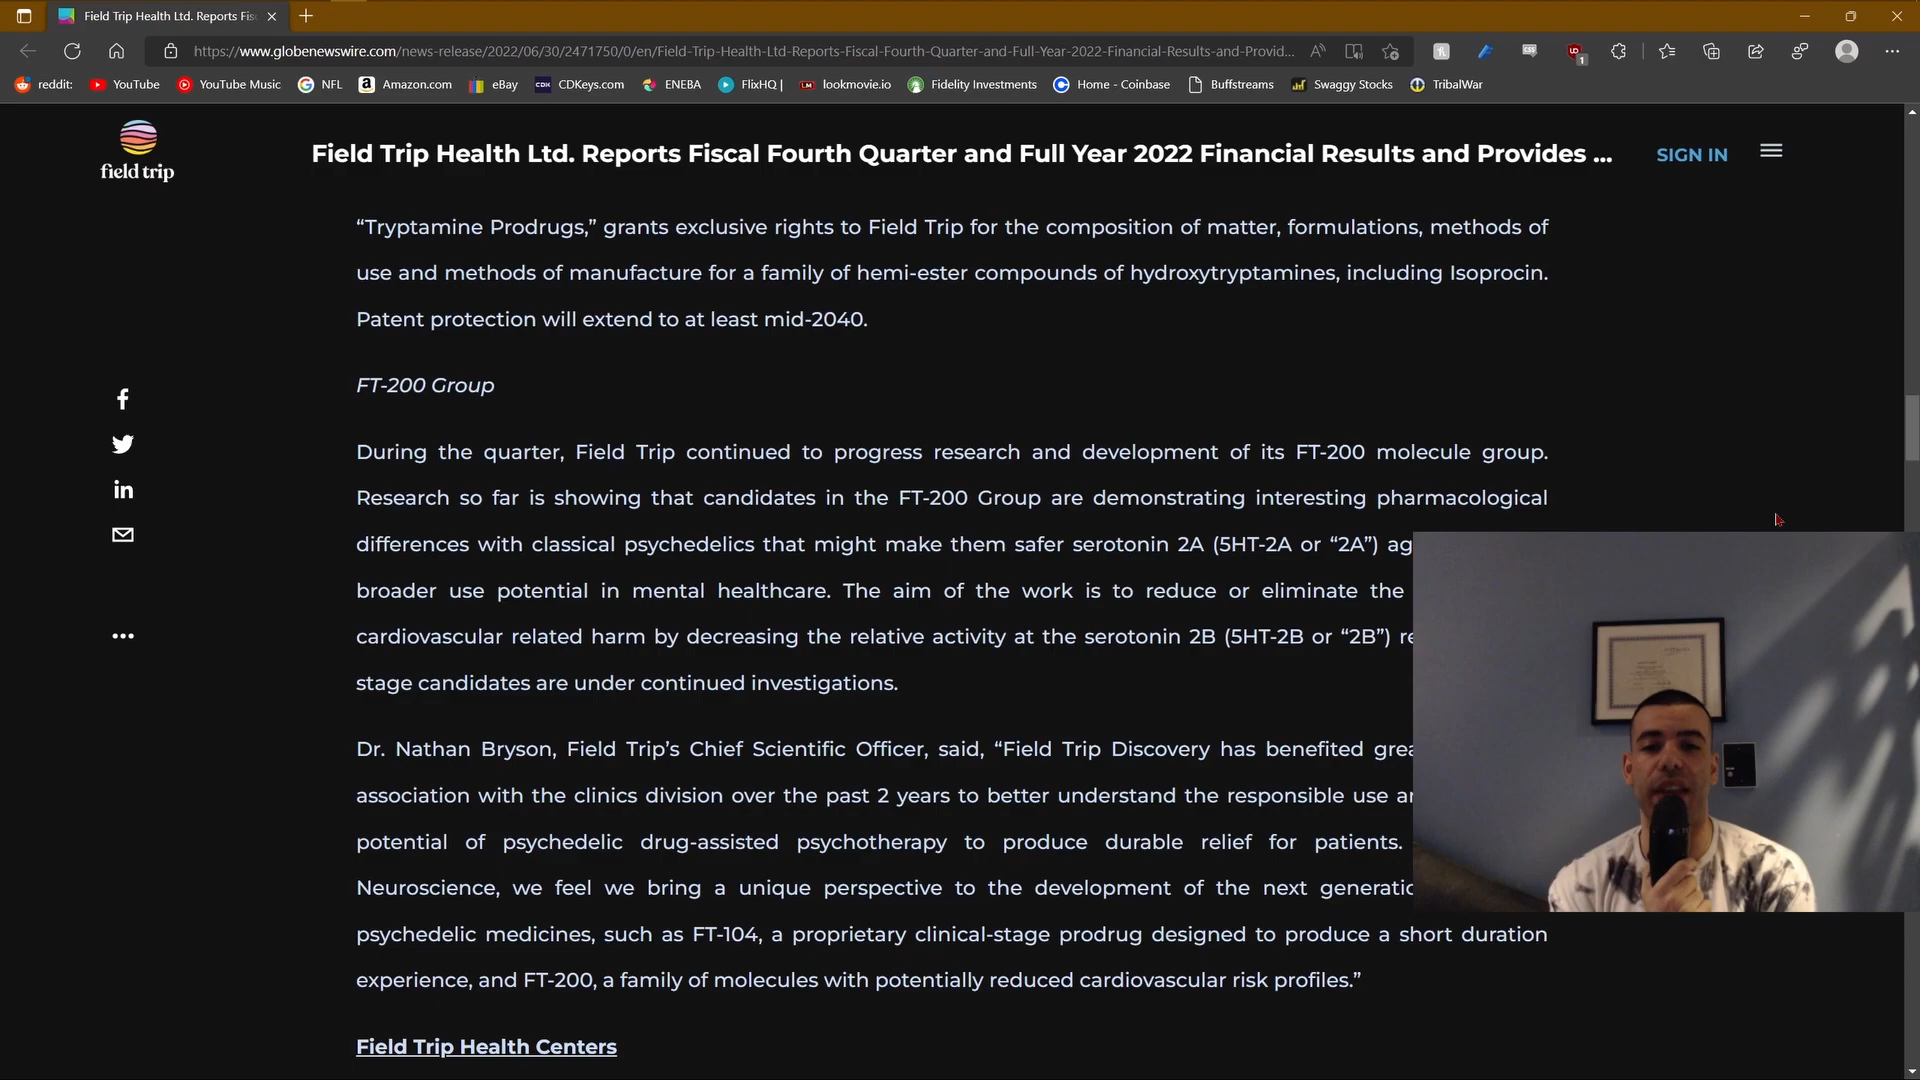 Field Trip Health Ltd. Reports Fis
https://www.globenewswire.com/news-release/2022/06/30/2471750/0/en/Field-Trip-Health-Ltd-Reports-Fiscal-Fourth-Quarter-and-Full-Year-2022-Financial-Results-and-Provid...
1
reddit: YouTube YouTube Music NFL Amazon.com eBay CDKeys.com ENEBA FlixHQ | lookmovie.io Fidelity Investments Home - Coinbase Buffstreams Swaggy Stocks TribalWar
field trip
Field Trip Health Ltd. Reports Fiscal Fourth Quarter and Full Year 2022 Financial Results and Provides ...
SIGN IN
“Tryptamine Prodrugs,” grants exclusive rights to Field Trip for the composition of matter, formulations, methods of
use and methods of manufacture for a family of hemi-ester compounds of hydroxytryptamines, including Isoprocin.
Patent protection will extend to at least mid-2040.
FT-200 Group
During the quarter, Field Trip continued to progress research and development of its FT-200 molecule group.
Research so far is showing that candidates in the FT-200 Group are demonstrating interesting pharmacological
differences with classical psychedelics that might make them safer serotonin 2A (5HT-2A or “2A”) ag
broader use potential in mental healthcare. The aim of the work is to reduce or eliminate the
cardiovascular related harm by decreasing the relative activity at the serotonin 2B (5HT-2B or “2B”) re
stage candidates are under continued investigations.
Dr. Nathan Bryson, Field Trip’s Chief Scientific Officer, said, “Field Trip Discovery has benefited grea
association with the clinics division over the past 2 years to better understand the responsible use a
potential of psychedelic drug-assisted psychotherapy to produce durable relief for patients.
Neuroscience, we feel we bring a unique perspective to the development of the next generatio
psychedelic medicines, such as FT-104, a proprietary clinical-stage prodrug designed to produce a short duration
experience, and FT-200, a family of molecules with potentially reduced cardiovascular risk profiles.”
Field Trip Health Centers